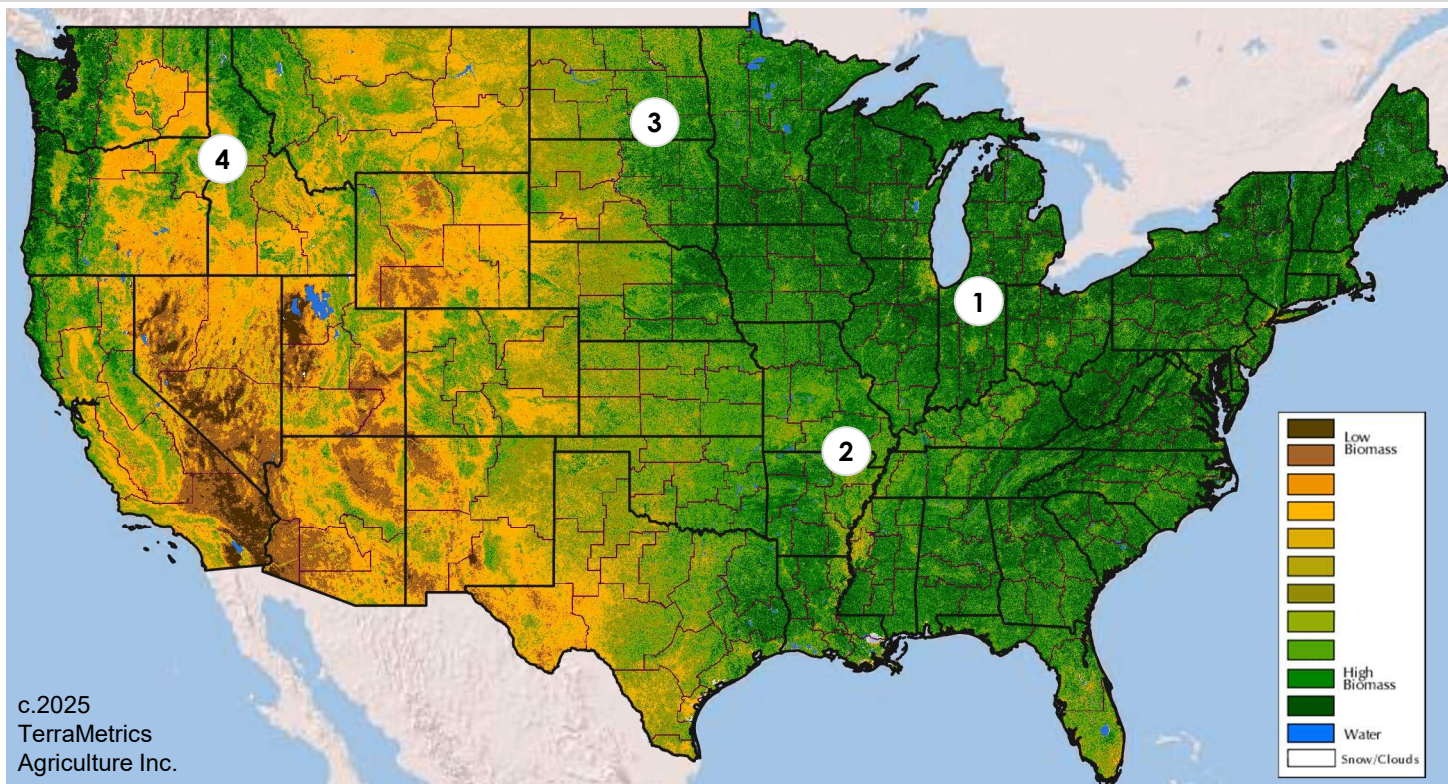 3
4
1
2
Low
Biomass
High
Biomass
Water
Snow/Clouds
c.2025
TerraMetrics
Agriculture Inc.